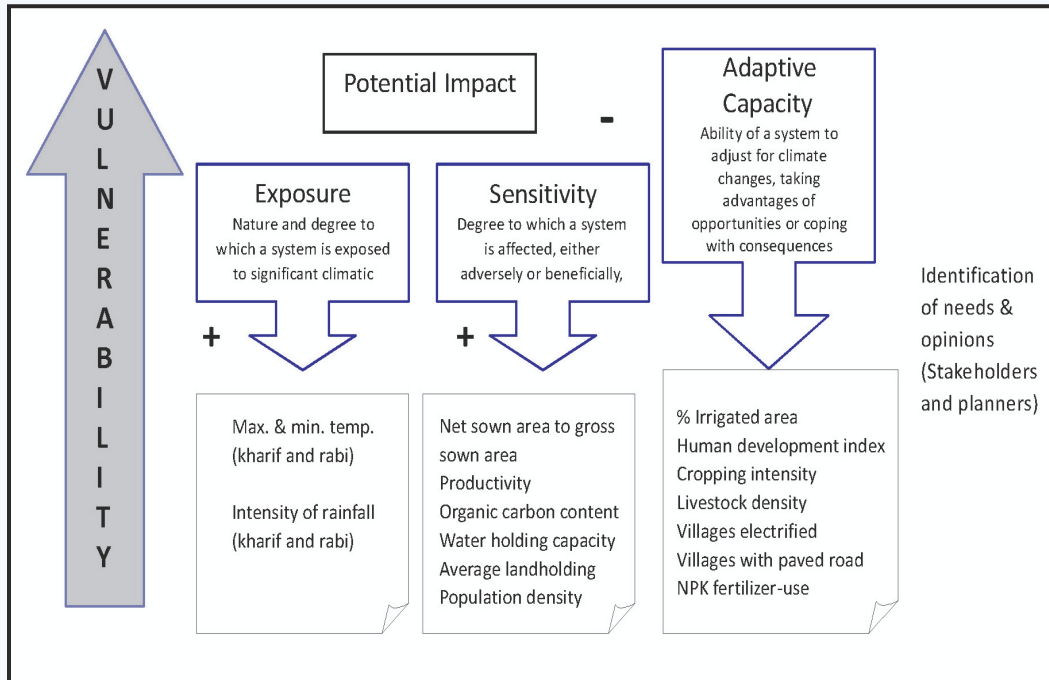 VULNERABILITY
Potential Impact
-
Adaptive
Capacity
Ability of a system to
adjust for climate
changes, taking
advantages of
opportunities or coping
with consequences
Exposure
Nature and degree to
which a system is exposed
to significant climatic
Sensitivity
Degree to which a system
is affected, either
adversely or beneficially,
+
+
Max. & min. temp.
(kharif and rabi)
Intensity of rainfall
(kharif and rabi)
Net sown area to gross
sown area
Productivity
Organic carbon content
Water holding capacity
Average landholding
Population density
% Irrigated area
Human development index
Cropping intensity
Livestock density
Villages electrified
Villages with paved road
NPK fertilizer-use
Identification
of needs &
opinions
(Stakeholders
and planners)